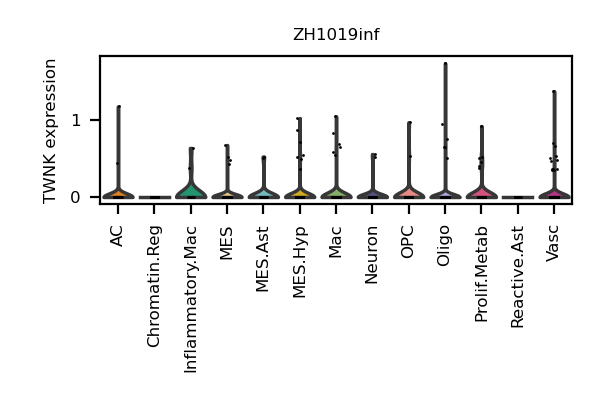 ZH1019inf
TWNK expression
1
0
AC
Chromatin.Reg
Inflammatory.Mac
MES
MES.Ast
MES.Hyp
Mac
Neuron
OPC
Oligo
Prolif.Metab
Reactive.Ast
Vasc